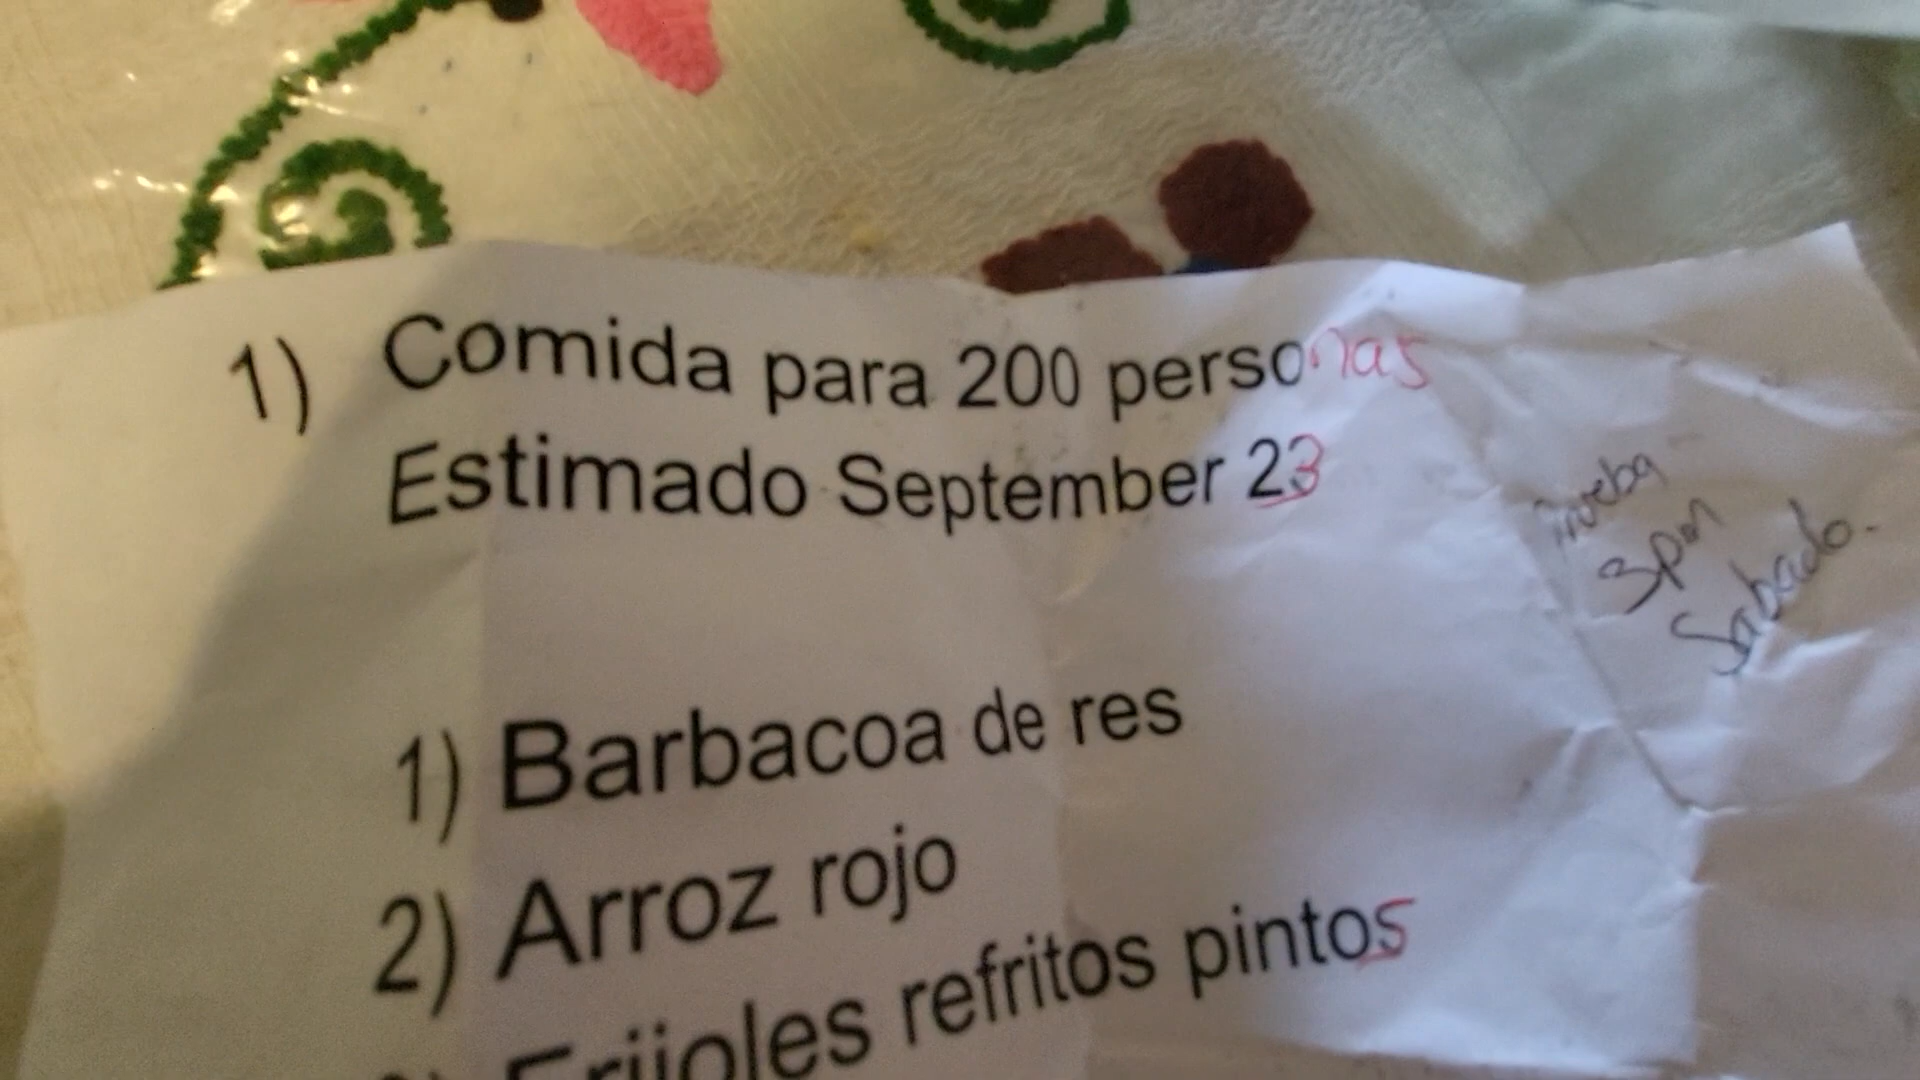 1) Comida para 200 personas
Estimado September 23
Prueba
3pm
Sabado.
1) Barbacoa de res
2) Arroz rojo
3) Frijoles refritos pintos